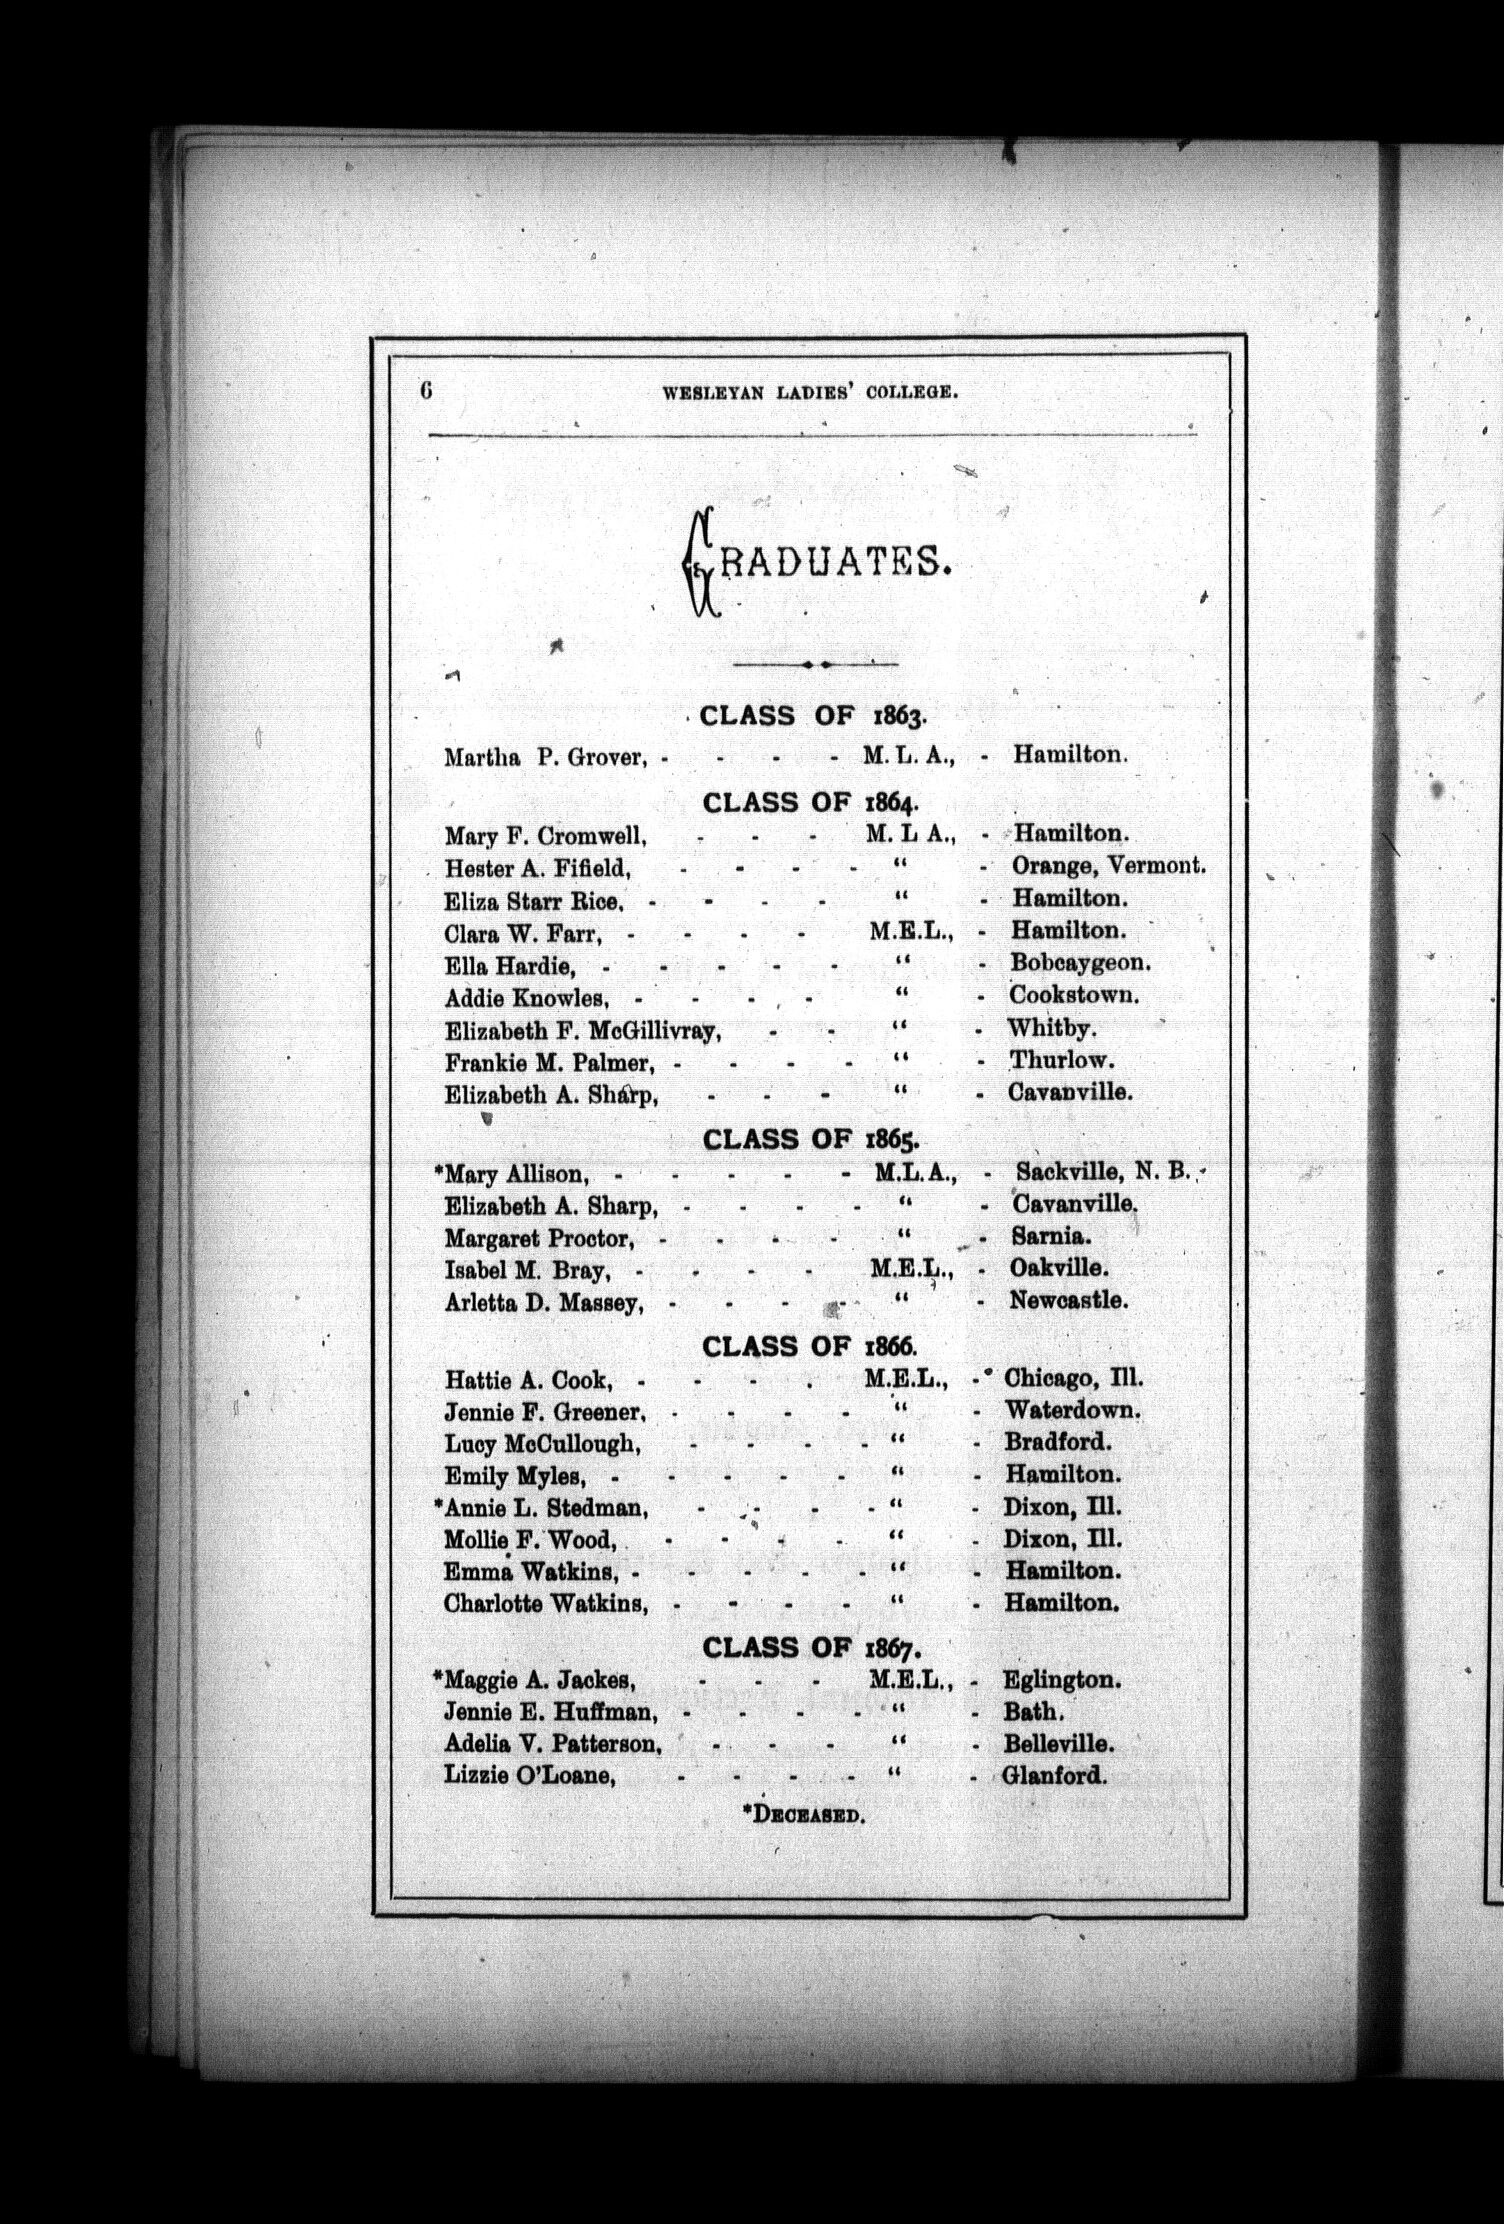 6 WESLEYAN LADIES' COLLEGE.
GRADUATES.
CLASS OF 1863.
Martha P. Grover, - - - - M. L. A., - Hamilton.
CLASS OF 1864.
Mary F. Cromwell, - - - M. L A., - Hamilton.
Hester A. Fifield, - - - - “ - Orange, Vermont.
Eliza Starr Rice, - - - - “ - Hamilton.
Clara W. Farr, - - - - M.E.L., - Hamilton.
Ella Hardie, - - - - - “ - Bobcaygeon.
Addie Knowles, - - - - “ - Cookstown.
Elizabeth F. McGillivray, - - “ - Whitby.
Frankie M. Palmer, - - - - “ - Thurlow.
Elizabeth A. Sharp, - - - “ - Cavanville.
CLASS OF 1865.
*Mary Allison, - - - - - M.L.A., - Sackville, N. B.
Elizabeth A. Sharp, - - - - “ - Cavanville.
Margaret Proctor, - - - - “ - Sarnia.
Isabel M. Bray, - - - - M.E.L., - Oakville.
Arletta D. Massey, - - - - “ - Newcastle.
CLASS OF 1866.
Hattie A. Cook, - - - . M.E.L., - Chicago, Ill.
Jennie F. Greener, - - - - “ - Waterdown.
Lucy McCullough, - - - - “ - Bradford.
Emily Myles, - - - - - “ - Hamilton.
*Annie L. Stedman, - - - - “ - Dixon, Ill.
Mollie F. Wood, - - - - “ - Dixon, Ill.
Emma Watkins, - - - - - “ - Hamilton.
Charlotte Watkins, - - - - “ - Hamilton.
CLASS OF 1867.
*Maggie A. Jackes, - - - M.E.L., - Eglington.
Jennie E. Huffman, - - - - “ - Bath.
Adelia V. Patterson, - - - “ - Belleville.
Lizzie O'Loane, - - - - “ - Glanford.
*DECEASED.